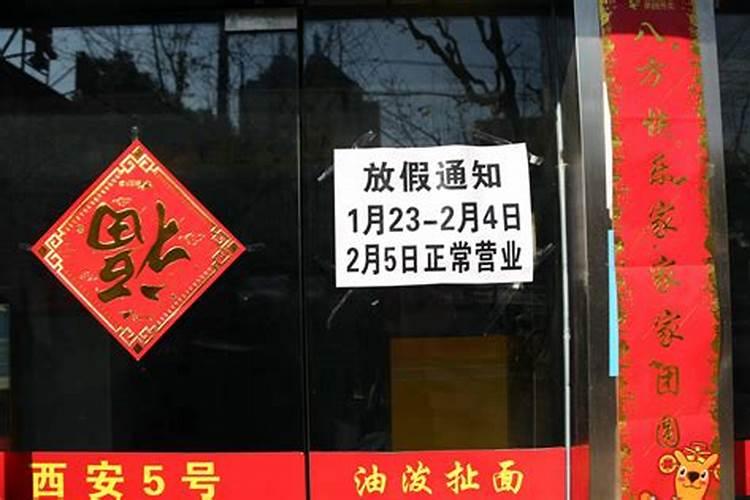 福
放假通知
1月23-2月4日
2月5日正常营业
八方快乐家家家团圆
西安5号
油泼扯面